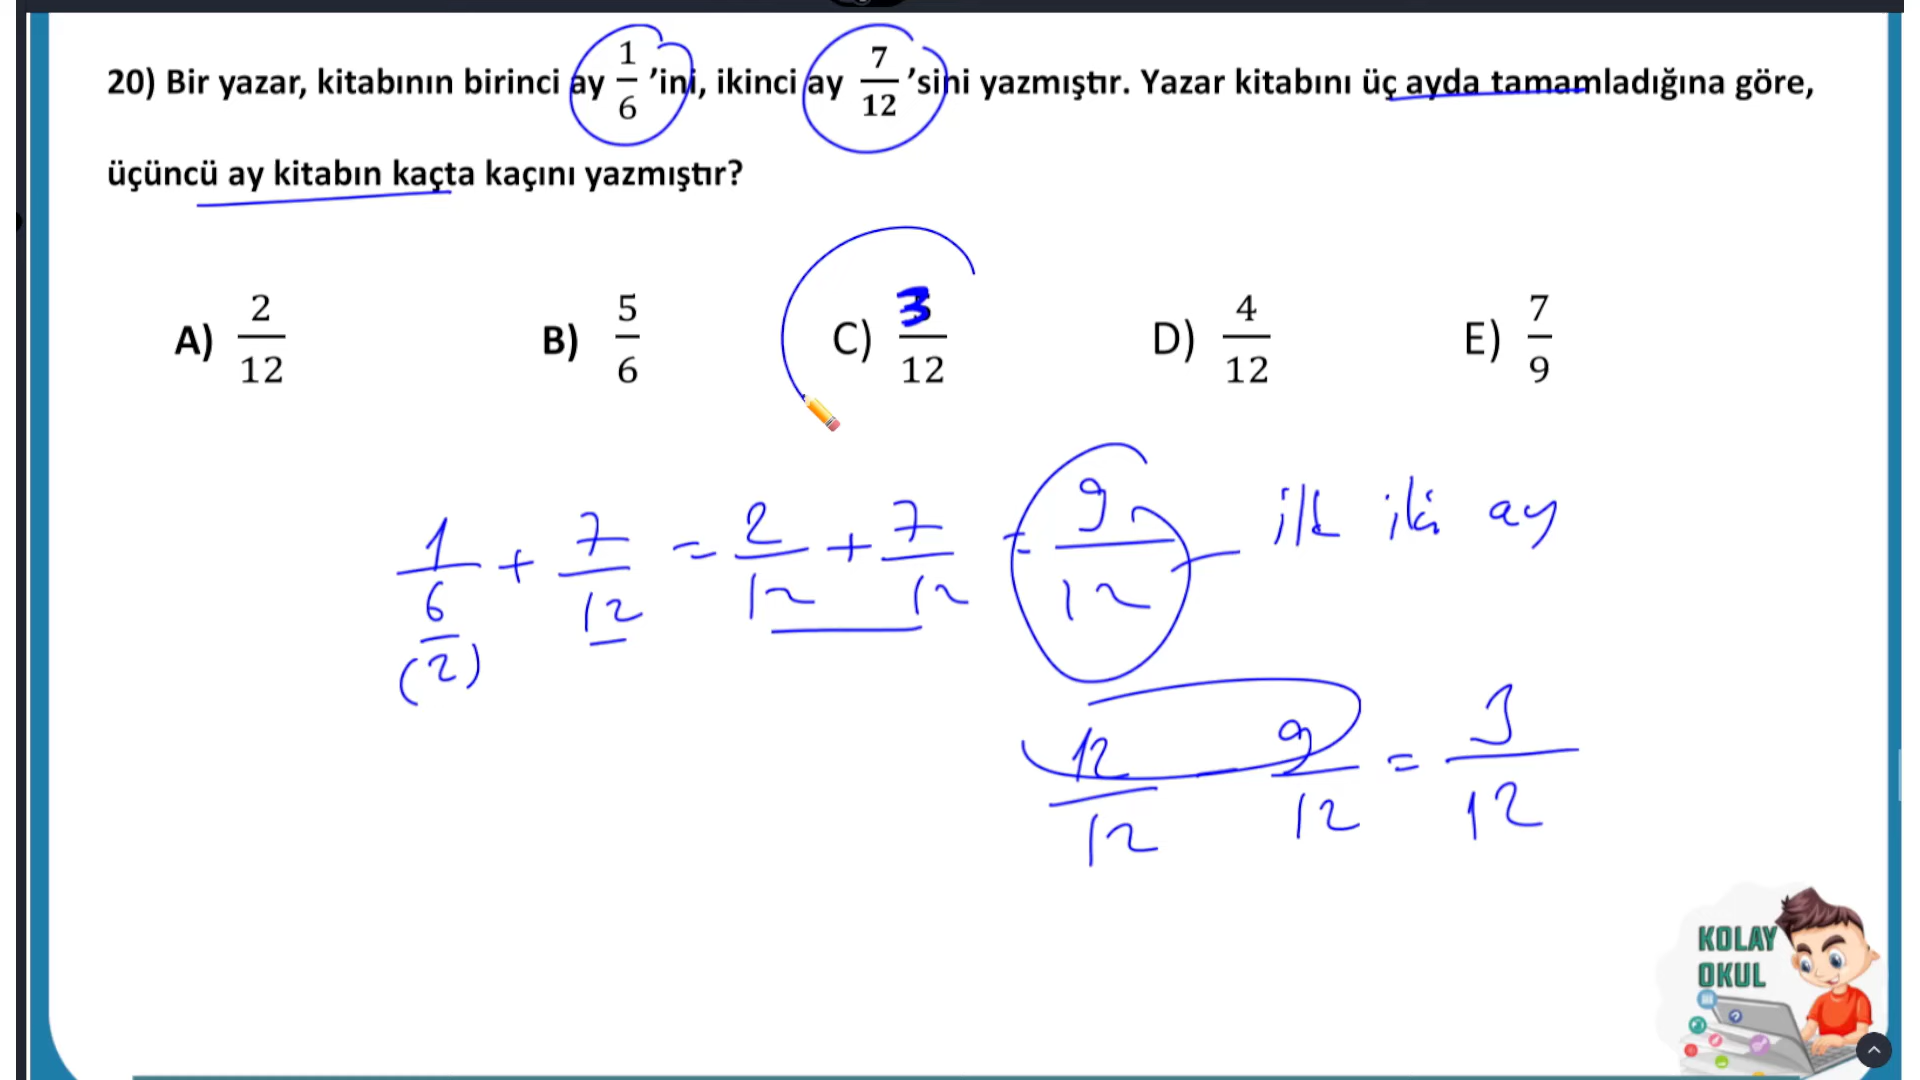 20) Bir yazar, kitabının birinci ay 1/6 ’ini, ikinci ay 7/12 ’sini yazmıştır. Yazar kitabını üç ayda tamamladığına göre,
üçüncü ay kitabın kaçta kaçını yazmıştır?
A) 2/12 B) 5/6 C) 3/12 D) 4/12 E) 7/9
1/6 + 7/12 = 2/12 + 7/12 = 9/12 – ilk iki ay
(2)
12/12 – 9/12 = 3/12
KOLAY
OKUL